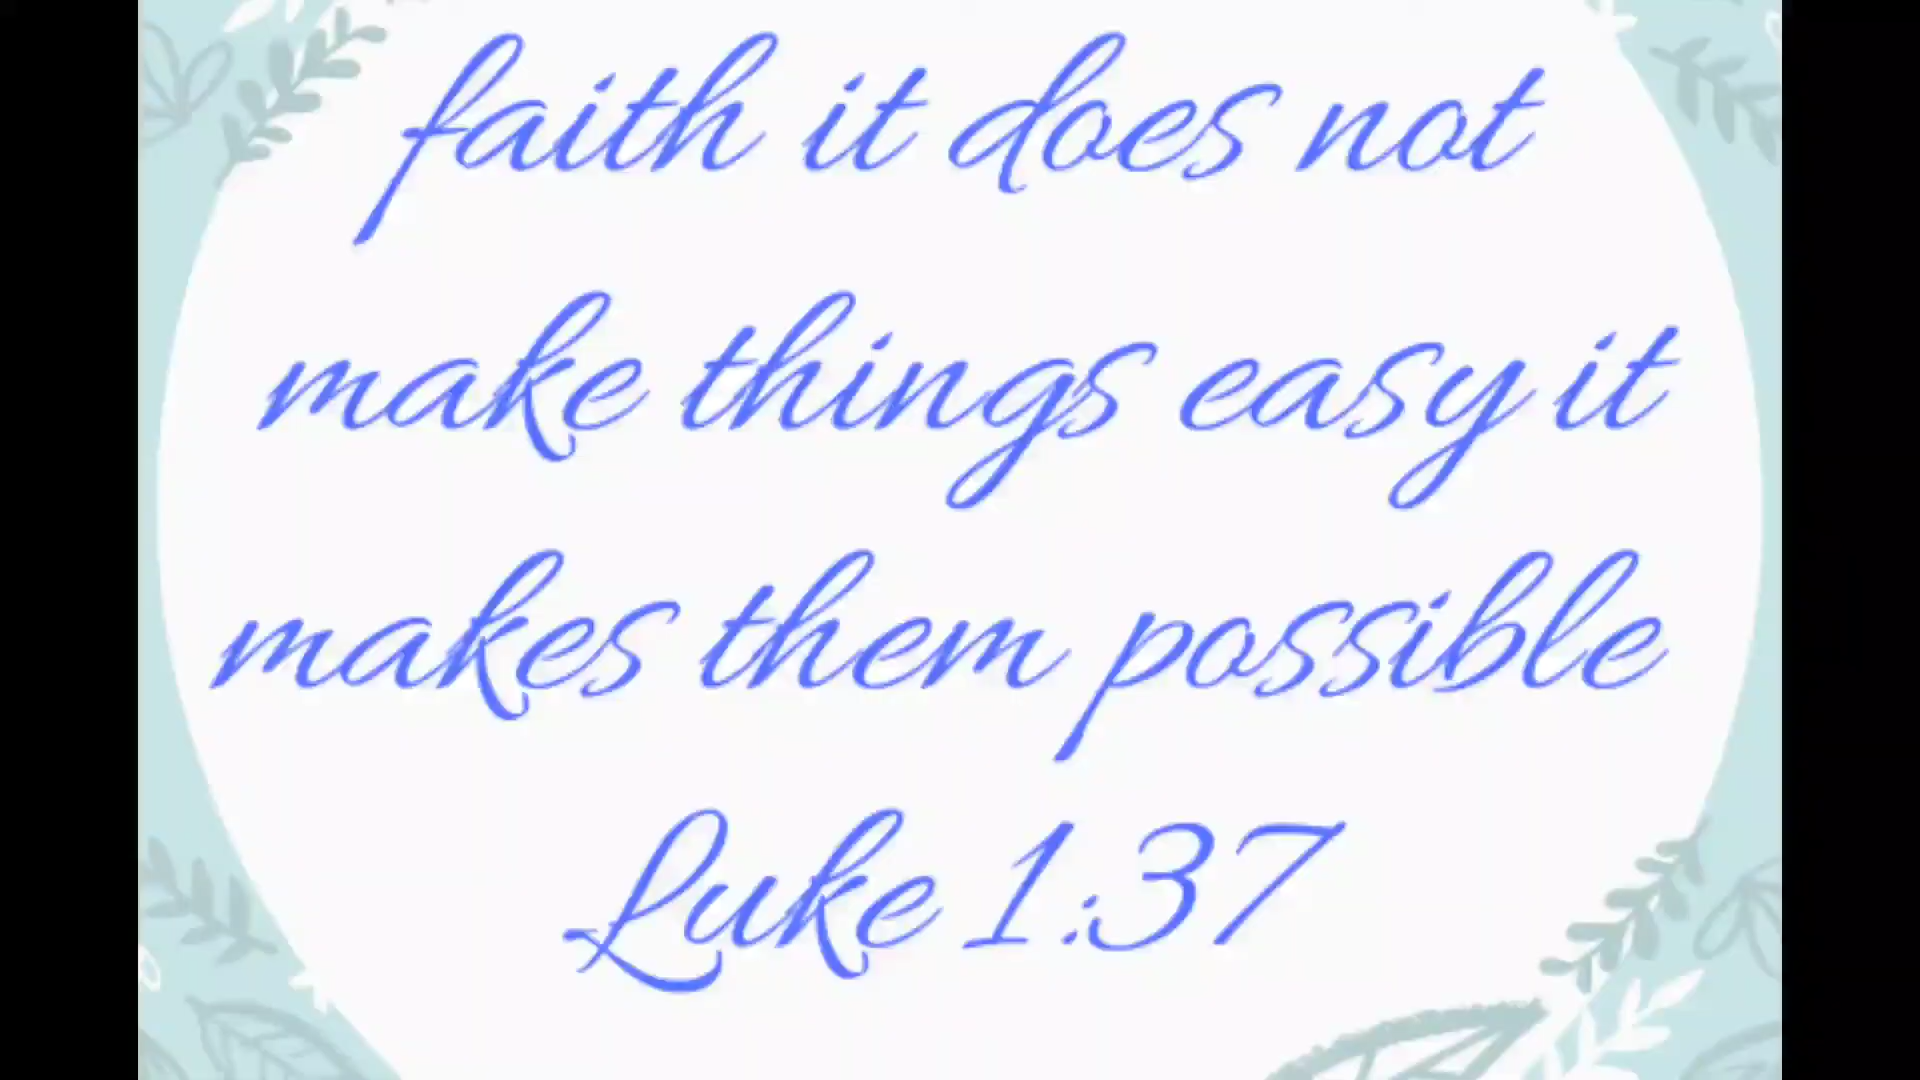 faith it does not
make things easy it
makes them possible
Luke 1:37